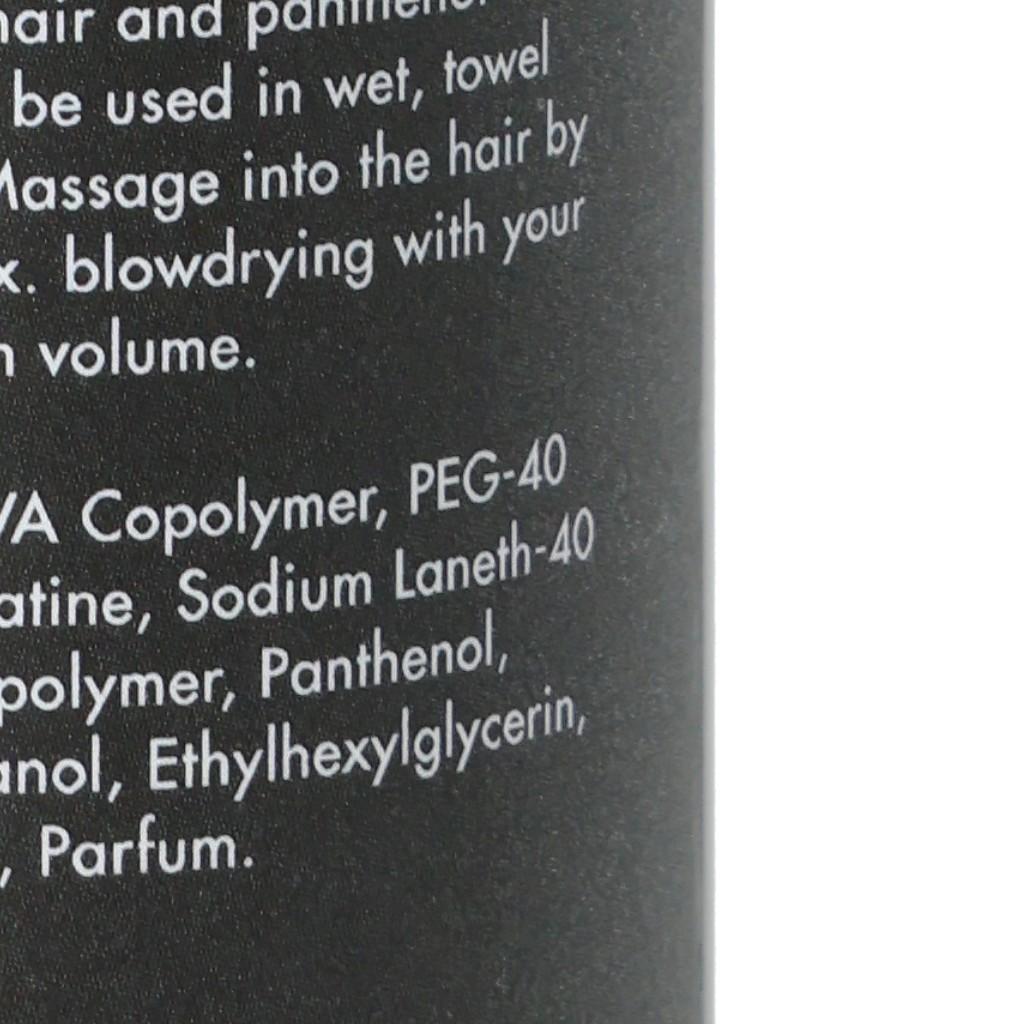 hair and panthenol
be used in wet, towel
Massage into the hair by
x. blowdrying with your
volume.
/A Copolymer, PEG-40
atine, Sodium Laneth-40
polymer, Panthenol,
anol, Ethylhexylglycerin,
, Parfum.